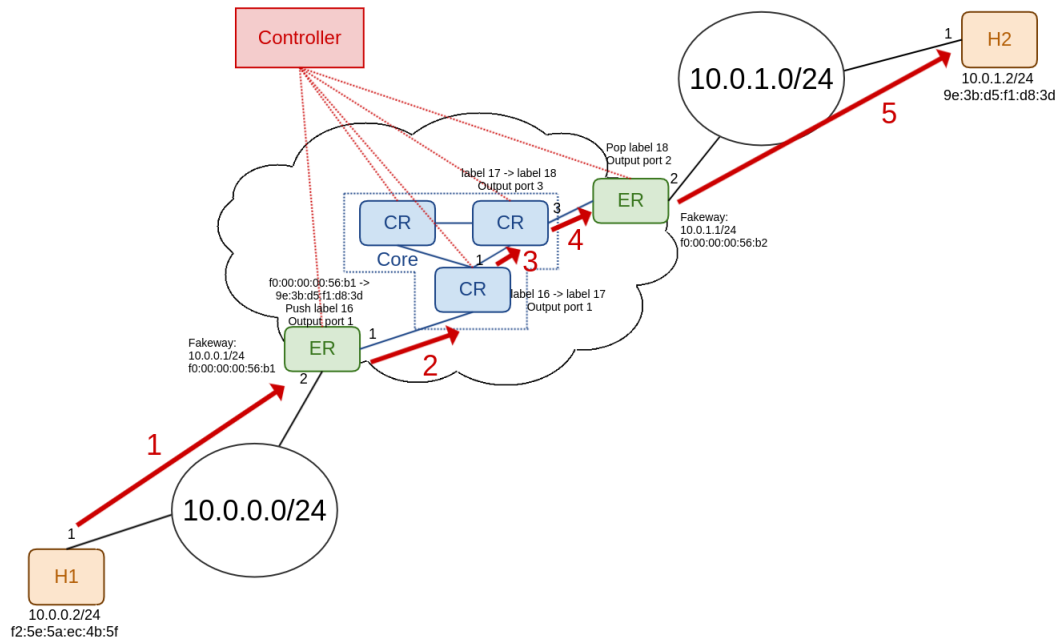 Controller
10.0.1.0/24
1
H2
10.0.1.2/24
9e:3b:d5:f1:d8:3d
5
Pop label 18
Output port 2
2
ER
label 17 -> label 18
Output port 3
3
CR
CR
4
Fakeway:
10.0.1.1/24
f0:00:00:00:56:b2
Core
1
3
CR
label 16 -> label 17
Output port 1
f0:00:00:00:56:b1 ->
9e:3b:d5:f1:d8:3d
Push label 16
Output port 1
1
ER
Fakeway:
10.0.0.1/24
f0:00:00:00:56:b1
2
2
1
10.0.0.0/24
1
H1
10.0.0.2/24
f2:5e:5a:ec:4b:5f